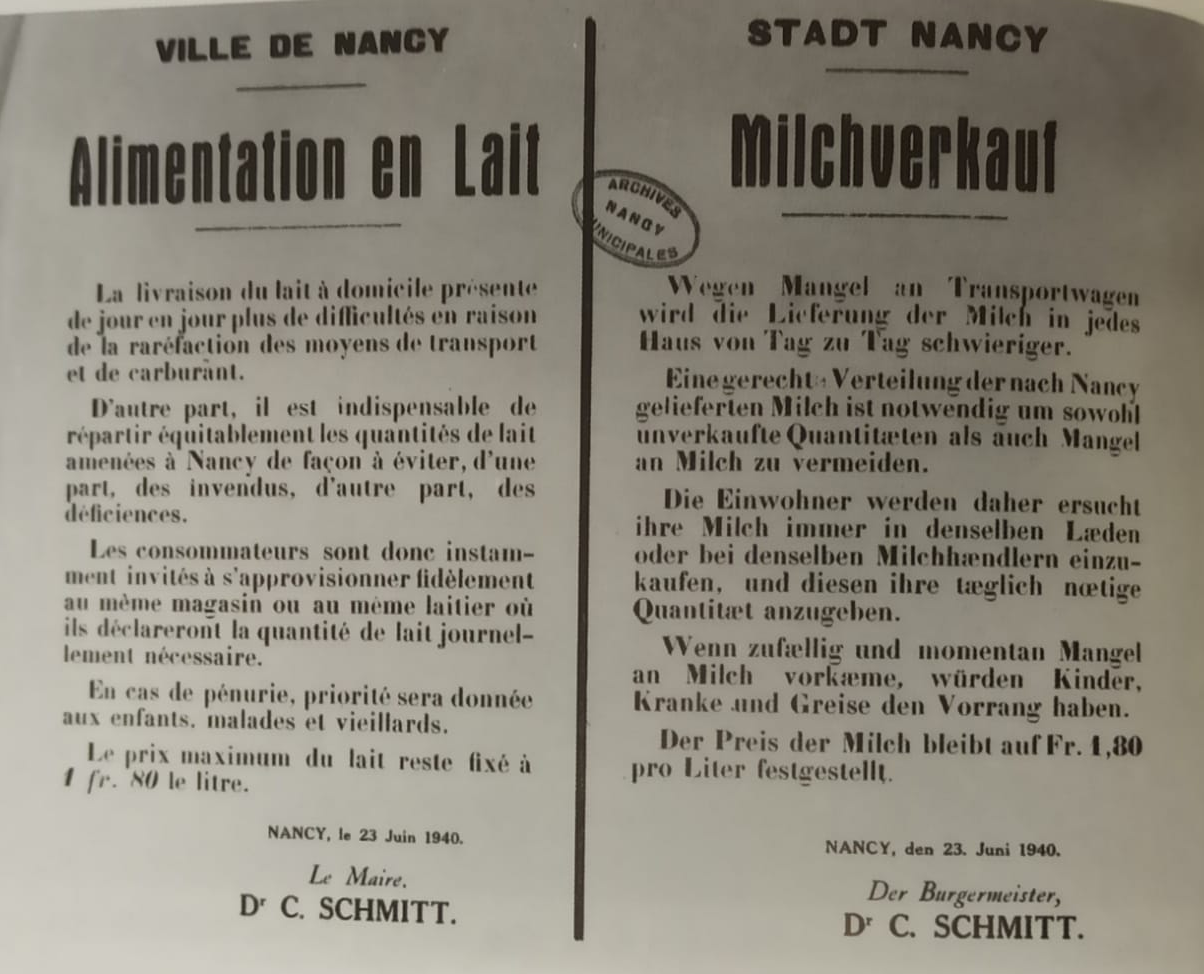 VILLE DE NANCY
Alimentation en Lait
La livraison du lait à domicile présente
de jour en jour plus de difficultés en raison
de la raréfaction des moyens de transport
et de carburant.
D'autre part, il est indispensable de
répartir équitablement les quantités de lait
amenées à Nancy de façon à éviter, d'une
part, des invendus, d'autre part, des
déficiences.
Les consommateurs sont donc instam-
ment invités à s'approvisionner fidèlement
au même magasin ou au même laitier où
ils déclareront la quantité de lait journel-
lement nécessaire.
En cas de pénurie, priorité sera donnée
aux enfants, malades et vieillards.
Le prix maximum du lait reste fixé à
1 fr. 80 le litre.
NANCY, le 23 Juin 1940.
Le Maire,
Dr C. SCHMITT.
ARCHIVES
NANCY
MUNICIPALES
STADT NANCY
Milchverkauf
Wegen Mangel an Transportwagen
wird die Lieferung der Milch in jedes
Haus von Tag zu Tag schwieriger.
Eine gerechte Verteilung der nach Nancy
gelieferten Milch ist notwendig um sowohl
unverkaufte Quantitæten als auch Mangel
an Milch zu vermeiden.
Die Einwohner werden daher ersucht
ihre Milch immer in denselben Læden
oder bei denselben Milchhændlern einzu-
kaufen, und diesen ihre tæglich nœtige
Quantitæt anzugeben.
Wenn zufællig und momentan Mangel
an Milch vorkæme, würden Kinder,
Kranke und Greise den Vorrang haben.
Der Preis der Milch bleibt auf Fr. 1,80
pro Liter festgestellt.
NANCY, den 23. Juni 1940.
Der Burgermeister,
Dr C. SCHMITT.